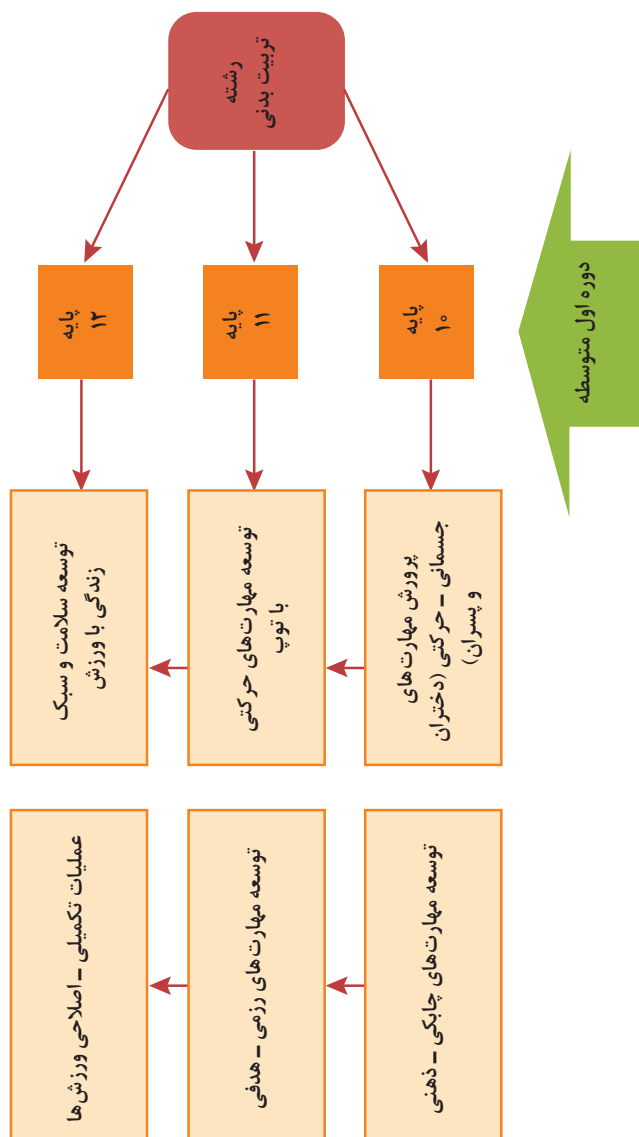 رشته
تربیت بدنی
پایه
۱۰
پایه
۱۱
پایه
۱۲
دوره اول متوسطه
پرورش مهارت‌های
جسمانی ـ حرکتی (دختران
و پسران)
توسعه مهارت‌های حرکتی
با توپ
توسعه سلامت و سبک
زندگی با ورزش
توسعه مهارت‌های چابکی ـ ذهنی
توسعه مهارت‌های رزمی ـ هدفی
عملیات تکمیلی ـ اصلاحی ورزش‌ها